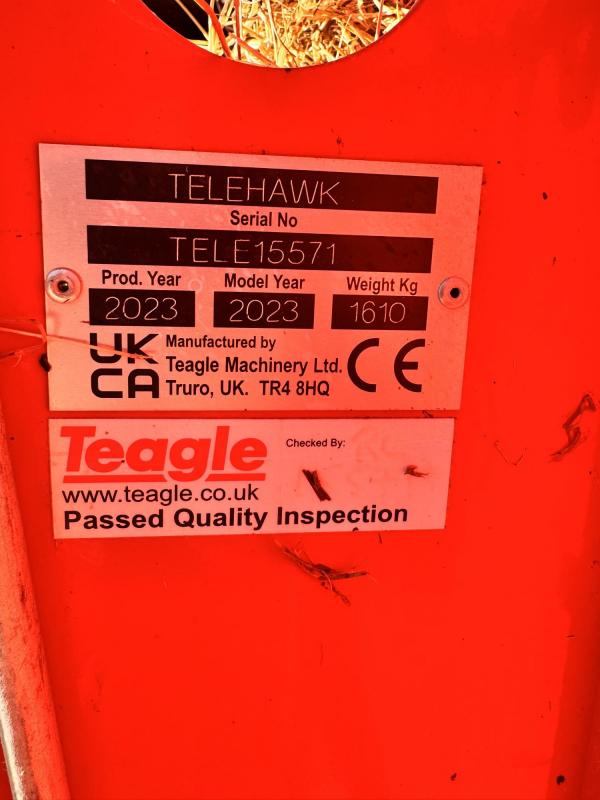 TELEHAWK
Serial No
TELE15571
Prod. Year Model Year Weight Kg
2023 2023 1610
UK
CA
Manufactured by
Teagle Machinery Ltd.
Truro, UK. TR4 8HQ
CE
Teagle
Checked By:
www.teagle.co.uk
Passed Quality Inspection